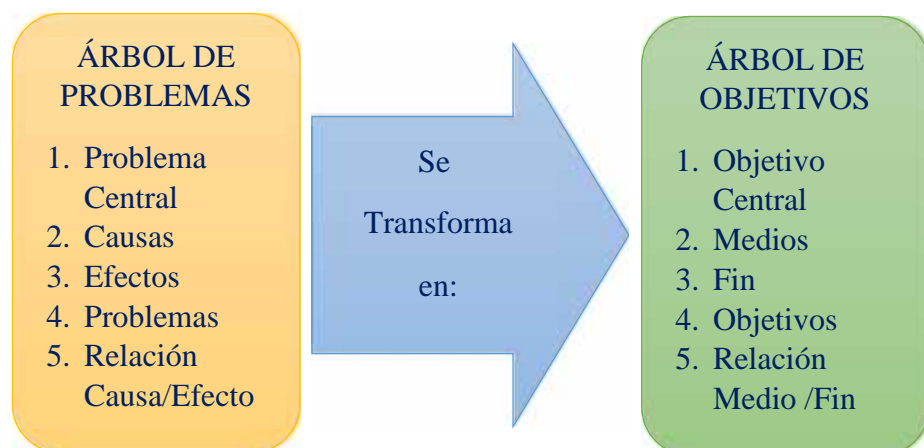 ÁRBOL DE
PROBLEMAS
1. Problema
Central
2. Causas
3. Efectos
4. Problemas
5. Relación
Causa/Efecto
Se
Transforma
en:
ÁRBOL DE
OBJETIVOS
1. Objetivo
Central
2. Medios
3. Fin
4. Objetivos
5. Relación
Medio /Fin